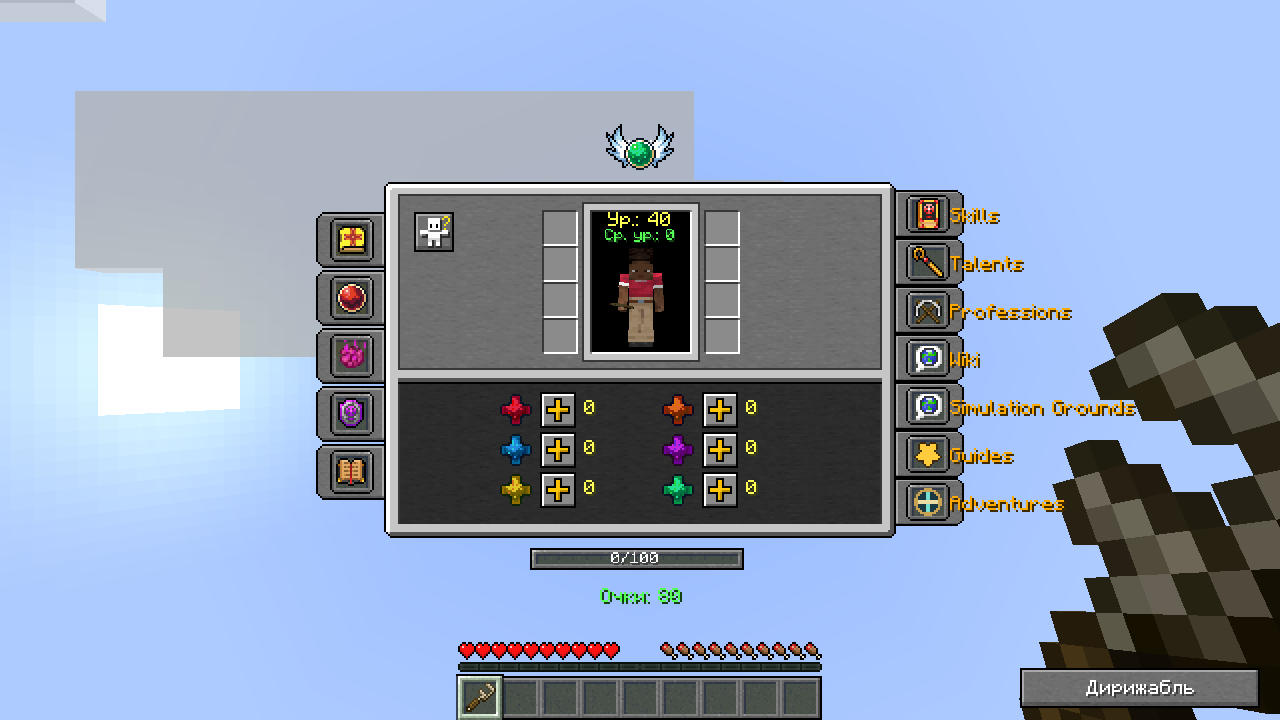 Ур.: 40
Ср. ур.: 0
Skills
Talents
Professions
Wiki
Simulation Grounds
Guides
Adventures
0 0
0 0
0 0
0/100
Очки: 80
Дирижабль